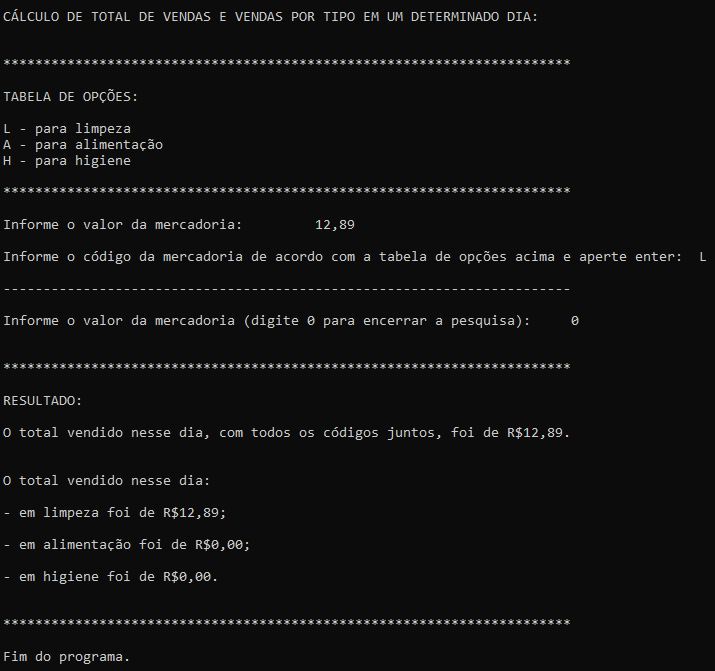 CÁLCULO DE TOTAL DE VENDAS E VENDAS POR TIPO EM UM DETERMINADO DIA:
***********************************************************************
TABELA DE OPÇÕES:
L - para limpeza
A - para alimentação
H - para higiene
***********************************************************************
Informe o valor da mercadoria:         12,89
Informe o código da mercadoria de acordo com a tabela de opções acima e aperte enter:  L
-----------------------------------------------------------------------
Informe o valor da mercadoria (digite 0 para encerrar a pesquisa):     0
***********************************************************************
RESULTADO:
O total vendido nesse dia, com todos os códigos juntos, foi de R$12,89.
O total vendido nesse dia:
- em limpeza foi de R$12,89;
- em alimentação foi de R$0,00;
- em higiene foi de R$0,00.
***********************************************************************
Fim do programa.